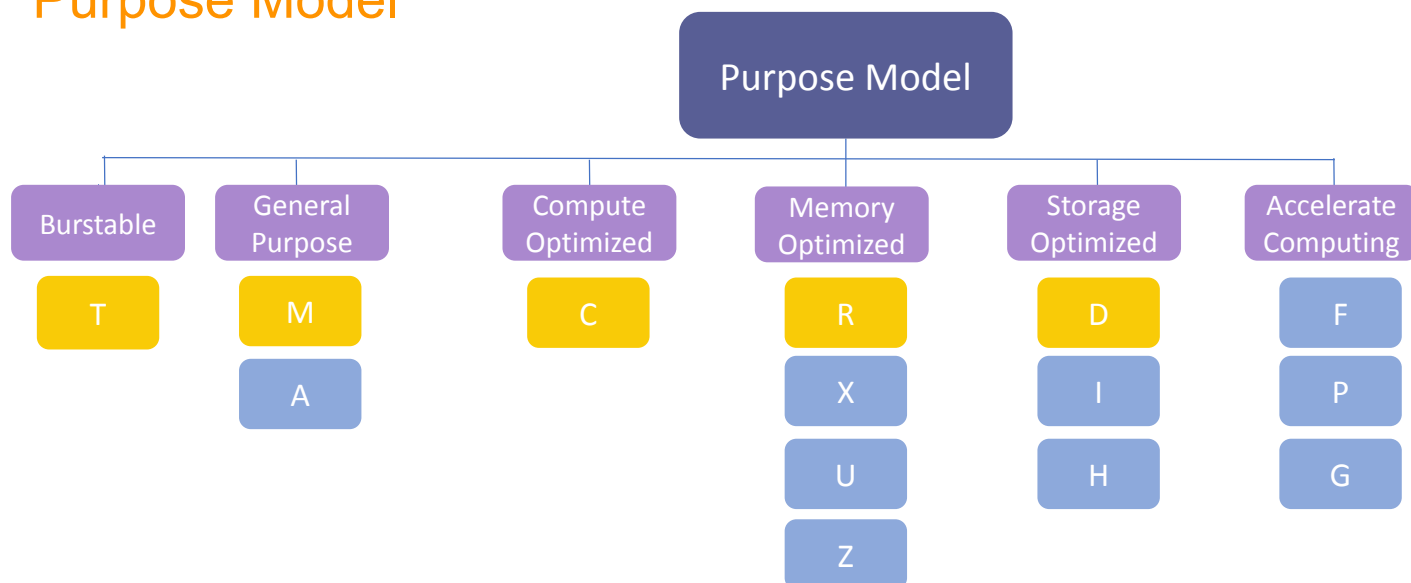 Purpose Model
Purpose Model
Burstable
General
Purpose
Compute
Optimized
Memory
Optimized
Storage
Optimized
Accelerate
Computing
T
M
C
R
D
F
A
X
I
P
U
H
G
Z